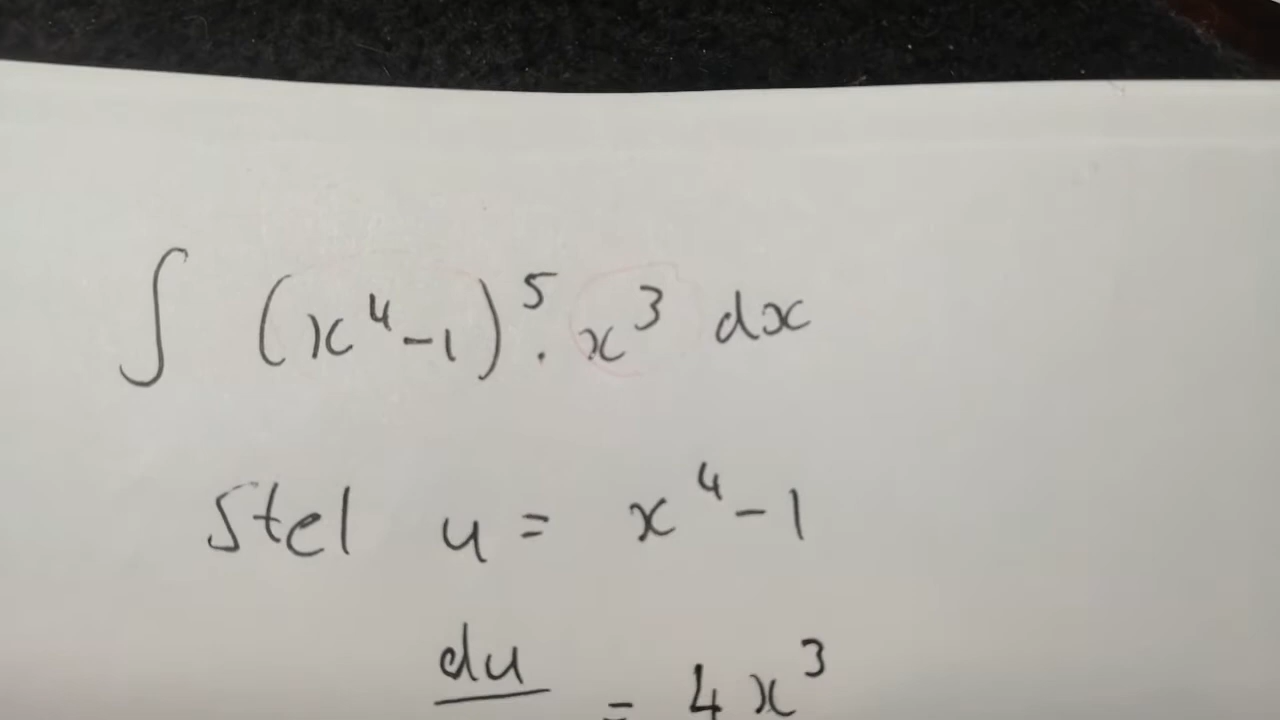 ∫ (x⁴-1)⁵ . x³ dx
Stel u = x⁴-1
du = 4x³